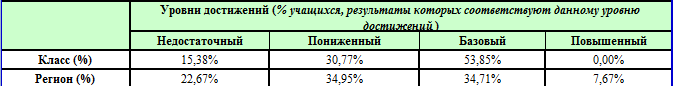 Уровни достижений (% учащихся, результаты которых соответствуют данному уровню
достижений)
Недостаточный Пониженный Базовый Повышенный
Класс (%) 15,38% 30,77% 53,85% 0,00%
Регион (%) 22,67% 34,95% 34,71% 7,67%